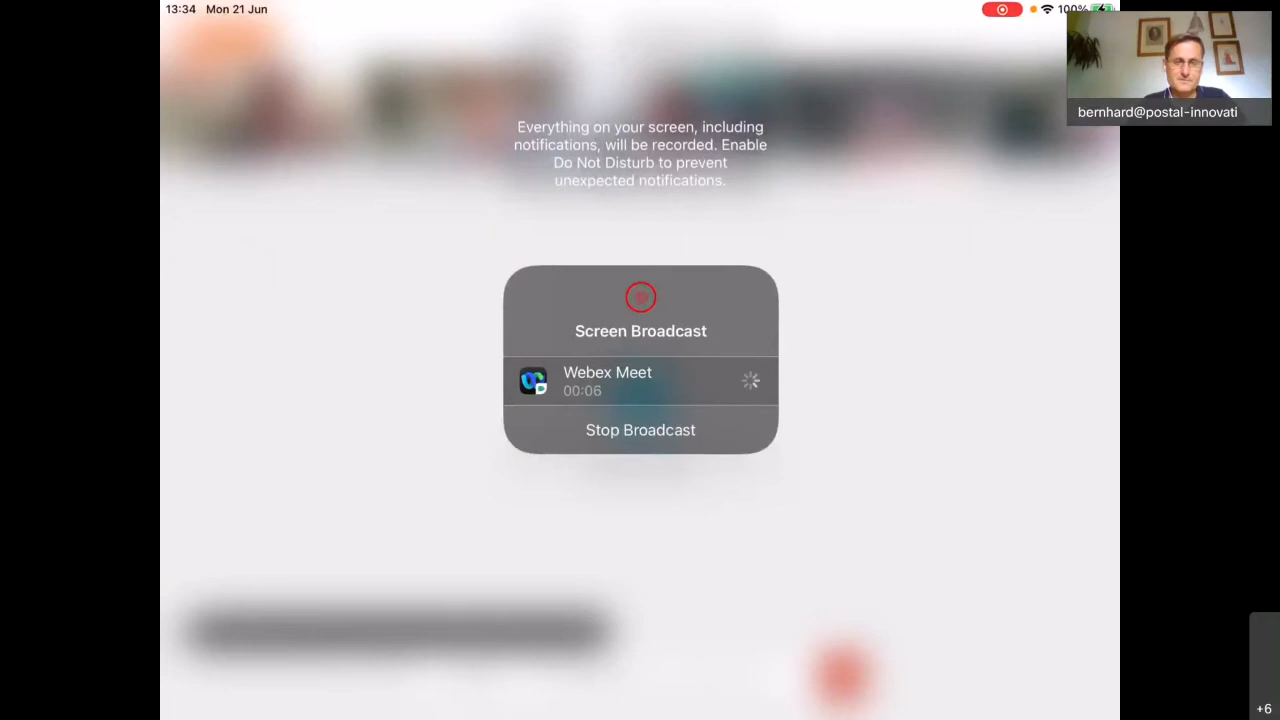 13:34 Mon 21 Jun
100%
bernhard@postal-innovati
Everything on your screen, including
notifications, will be recorded. Enable
Do Not Disturb to prevent
unexpected notifications.
Screen Broadcast
Webex Meet
00:06
Stop Broadcast
+6